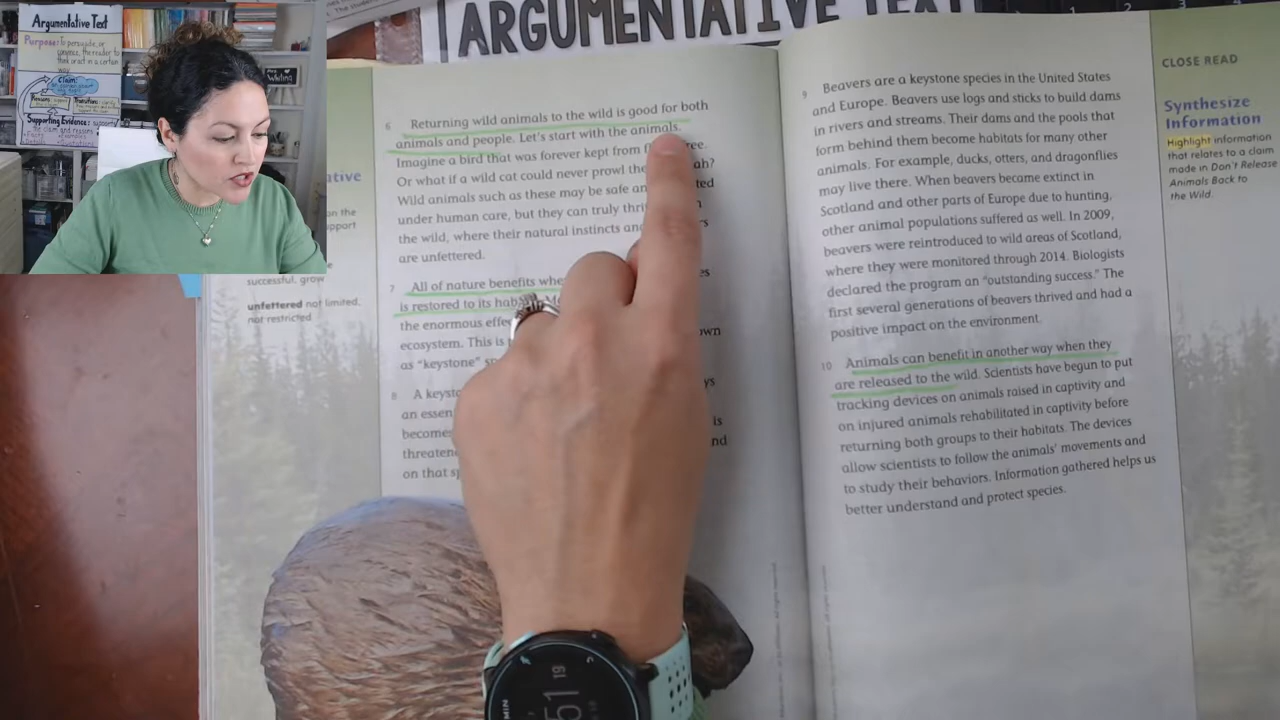 ARGUMENTATIVE TEXT
Argumentative Text
Purpose: To persuade, or
convince, the reader to
think or act in a certain
way
Claim:
Supporting Evidence:
Writing
successful, grow
unfettered not limited,
not restricted
6 Returning wild animals to the wild is good for both
animals and people. Let's start with the animals.
Imagine a bird that was forever kept from
Or what if a wild cat could never prowl the
Wild animals such as these may be safe an
under human care, but they can truly thri
the wild, where their natural instincts an
are unfettered.
7 All of nature benefits whe
is restored to its hab
the enormous effe
ecosystem. This is
as "keystone" sp
8 A keysto
an essen
become
threaten
on that sp
9 Beavers are a keystone species in the United States
and Europe. Beavers use logs and sticks to build dams
in rivers and streams. Their dams and the pools that
form behind them become habitats for many other
animals. For example, ducks, otters, and dragonflies
may live there. When beavers became extinct in
Scotland and other parts of Europe due to hunting,
other animal populations suffered as well. In 2009,
beavers were reintroduced to wild areas of Scotland,
where they were monitored through 2014. Biologists
declared the program an "outstanding success." The
first several generations of beavers thrived and had a
positive impact on the environment.
10 Animals can benefit in another way when they
are released to the wild. Scientists have begun to put
tracking devices on animals raised in captivity and
on injured animals rehabilitated in captivity before
returning both groups to their habitats. The devices
allow scientists to follow the animals' movements and
to study their behaviors. Information gathered helps us
better understand and protect species.
CLOSE READ
Synthesize
Information
Highlight information
that relates to a claim
made in Don't Release
Animals Back to
the Wild.